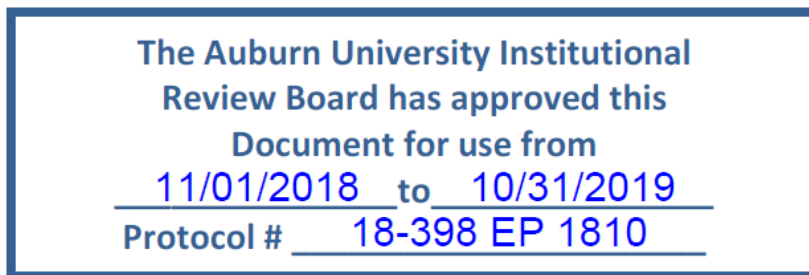 The Auburn University Institutional
Review Board has approved this
Document for use from
11/01/2018 to 10/31/2019
Protocol # 18-398 EP 1810